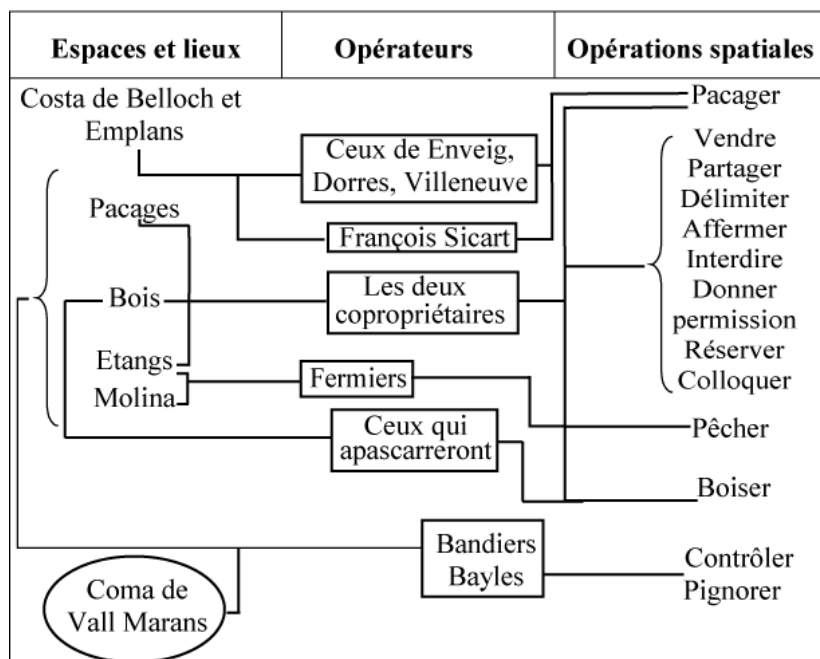 Espaces et lieux
Opérateurs
Opérations spatiales
Costa de Belloch et
Emplans
Pacages
Bois
Etangs
Molina
Coma de
Vall Marans
Ceux de Enveig,
Dorres, Villeneuve
François Sicart
Les deux
copropriétaires
Fermiers
Ceux qui
apascarreront
Bandiers
Bayles
Pacager
Vendre
Partager
Délimiter
Affermer
Interdire
Donner
permission
Réserver
Colloquer
Pêcher
Boiser
Contrôler
Pignorer